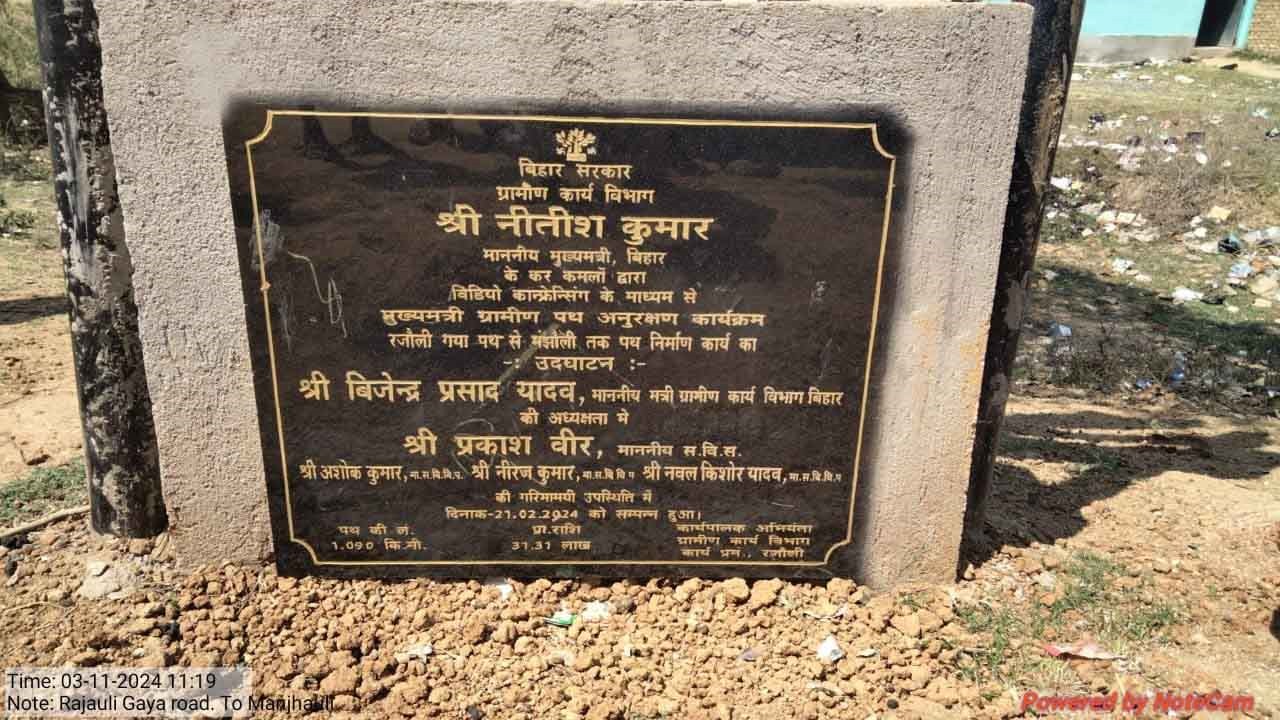 बिहार सरकार
ग्रामीण कार्य विभाग
श्री नीतीश कुमार
माननीय मुख्यमंत्री, बिहार
के कर कमलों द्वारा
विडियो कान्फ्रेन्सिंग के माध्यम से
मुख्यमंत्री ग्रामीण पथ अनुरक्षण कार्यक्रम
रजौली गया पथ से मंझौली तक पथ निर्माण कार्य का
-: उदघाटन :-
श्री बिजेन्द्र प्रसाद यादव, माननीय मत्री ग्रामीण कार्य विभाग बिहार
की अध्यक्षता मे
श्री प्रकाश वीर, माननीय स.वि.स.
श्री अशोक कुमार, मा.स.बि.वि.प. श्री नीरज कुमार, मा.स.बि वि प श्री नवल किशोर यादव, मा.स.बि.वि.प
की गरिमामयी उपस्थिति में
दिनाक-21.02.2024 को सम्पन्न हुआ।
पथ की लं. प्रा.राशि कार्यपालक अभियंता
1.090 कि.मी. 31.31 लाख ग्रामीण कार्य विभाग
कार्य प्रम., रजौली
Time: 03-11-2024 11:19
Note: Rajauli Gaya road. To Manjhauli
Powered by NoteCam